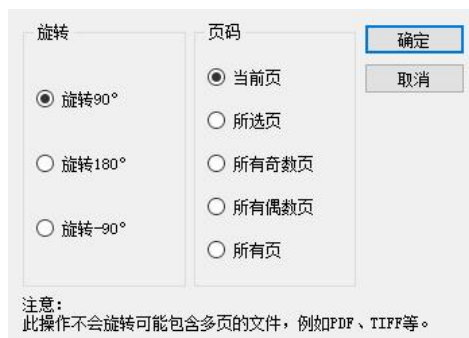 旋转
旋转90°
旋转180°
旋转-90°
页码
当前页
所选页
所有奇数页
所有偶数页
所有页
确定
取消
注意:
此操作不会旋转可能包含多页的文件，例如PDF、TIFF等。